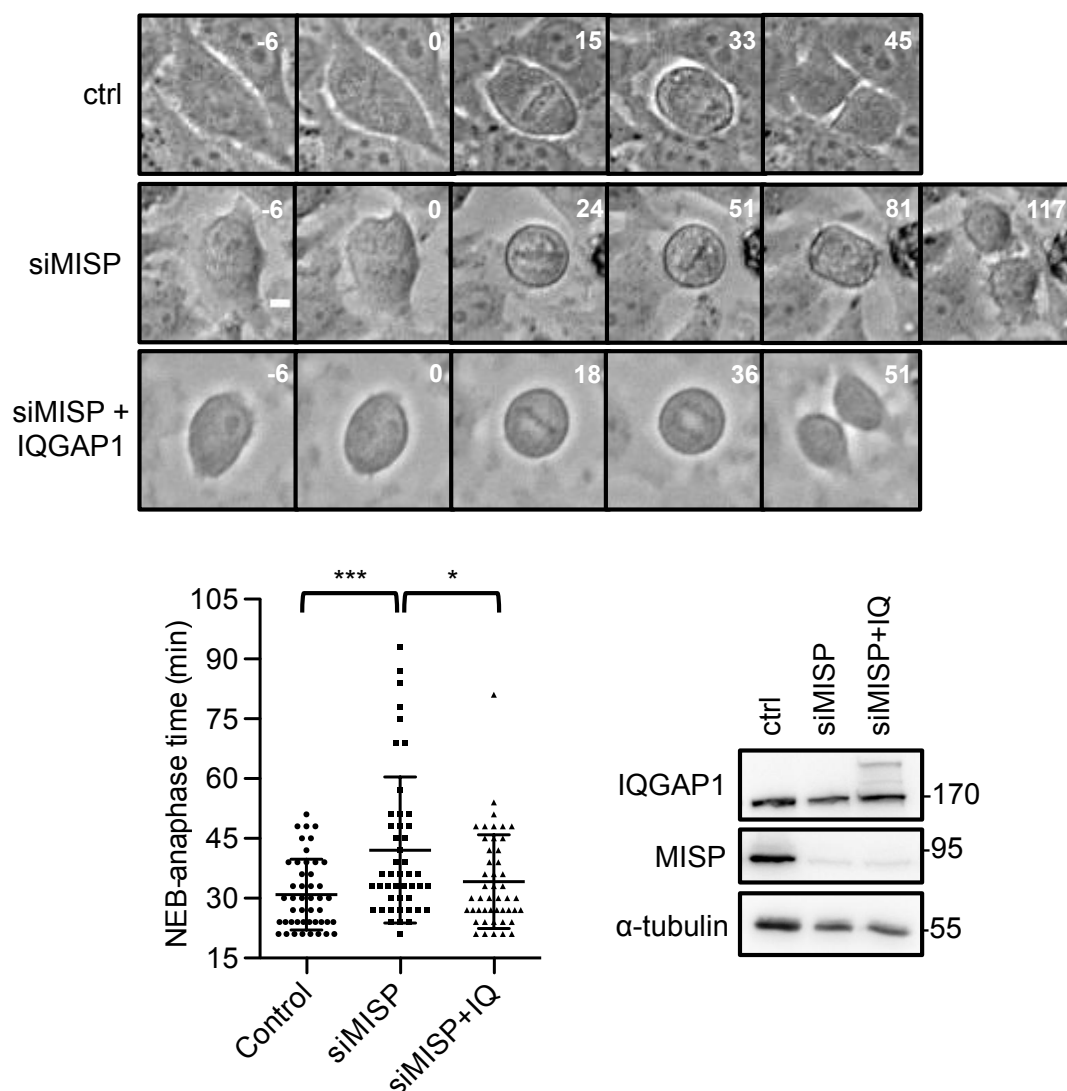 ctrl
-6 0 15 33 45
siMISP
-6 0 24 51 81 117
siMISP +
IQGAP1
-6 0 18 36 51
*** *
105
90
75
60
45
30
15
NEB-anaphase time (min)
Control siMISP siMISP+IQ
ctrl siMISP siMISP+IQ
IQGAP1 -170
MISP -95
α-tubulin -55